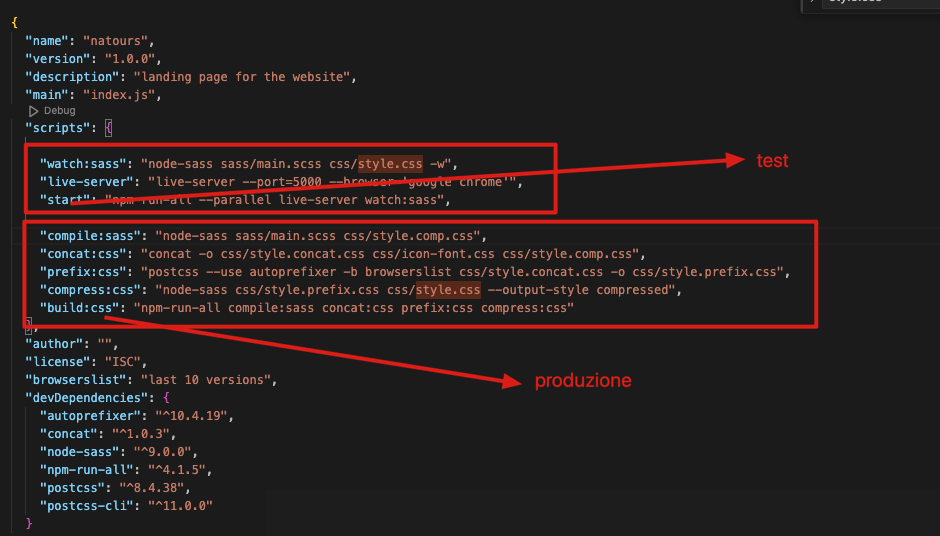 {
"name": "natours",
"version": "1.0.0",
"description": "landing page for the website",
"main": "index.js",
Debug
"scripts": {
"watch:sass": "node-sass sass/main.scss css/style.css -w",
"live-server": "live-server --port=5000 --browser='google chrome'",
"start": "npm-run-all --parallel live-server watch:sass",
test
"compile:sass": "node-sass sass/main.scss css/style.comp.css",
"concat:css": "concat -o css/style.concat.css css/icon-font.css css/style.comp.css",
"prefix:css": "postcss --use autoprefixer -b browserslist css/style.concat.css -o css/style.prefix.css",
"compress:css": "node-sass css/style.prefix.css css/style.css --output-style compressed",
"build:css": "npm-run-all compile:sass concat:css prefix:css compress:css"
},
"author": "",
"license": "ISC",
"browserslist": "last 10 versions",
produzione
"devDependencies": {
"autoprefixer": "^10.4.19",
"concat": "^1.0.3",
"node-sass": "^9.0.0",
"npm-run-all": "^4.1.5",
"postcss": "^8.4.38",
"postcss-cli": "^11.0.0"
}